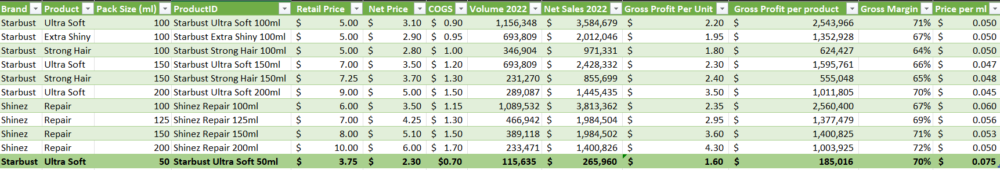 Brand Product Pack Size (ml) ProductID Retail Price Net Price COGS Volume 2022 Net Sales 2022 Gross Profit Per Unit Gross Profit per product Gross Margin Price per ml
Starbust Ultra Soft 100 Starbust Ultra Soft 100ml $ 5.00 $ 3.10 $ 0.90 1,156,348 $ 3,584,679 $ 2.20 $ 2,543,966 71% $ 0.050
Starbust Extra Shiny 100 Starbust Extra Shiny 100ml $ 5.00 $ 2.90 $ 0.95 693,809 $ 2,012,046 $ 1.95 $ 1,352,928 67% $ 0.050
Starbust Strong Hair 100 Starbust Strong Hair 100ml $ 5.00 $ 2.80 $ 1.00 346,904 $ 971,331 $ 1.80 $ 624,427 64% $ 0.050
Starbust Ultra Soft 150 Starbust Ultra Soft 150ml $ 7.00 $ 3.50 $ 1.20 693,809 $ 2,428,332 $ 2.30 $ 1,595,761 66% $ 0.047
Starbust Strong Hair 150 Starbust Strong Hair 150ml $ 7.25 $ 3.70 $ 1.30 231,270 $ 855,699 $ 2.40 $ 555,048 65% $ 0.048
Starbust Ultra Soft 200 Starbust Ultra Soft 200ml $ 9.00 $ 5.00 $ 1.50 289,087 $ 1,445,435 $ 3.50 $ 1,011,805 70% $ 0.045
Shinez Repair 100 Shinez Repair 100ml $ 6.00 $ 3.50 $ 1.15 1,089,532 $ 3,813,362 $ 2.35 $ 2,560,400 67% $ 0.060
Shinez Repair 125 Shinez Repair 125ml $ 7.00 $ 4.25 $ 1.30 466,942 $ 1,984,504 $ 2.95 $ 1,377,479 69% $ 0.056
Shinez Repair 150 Shinez Repair 150ml $ 8.00 $ 5.10 $ 1.50 389,118 $ 1,984,502 $ 3.60 $ 1,400,825 71% $ 0.053
Shinez Repair 200 Shinez Repair 200ml $ 10.00 $ 6.00 $ 1.70 233,471 $ 1,400,826 $ 4.30 $ 1,003,925 72% $ 0.050
Starbust Ultra Soft 50 Starbust Ultra Soft 50ml $ 3.75 $ 2.30 $0.70 115,635 $ 265,960 $ 1.60 $ 185,016 70% $ 0.075